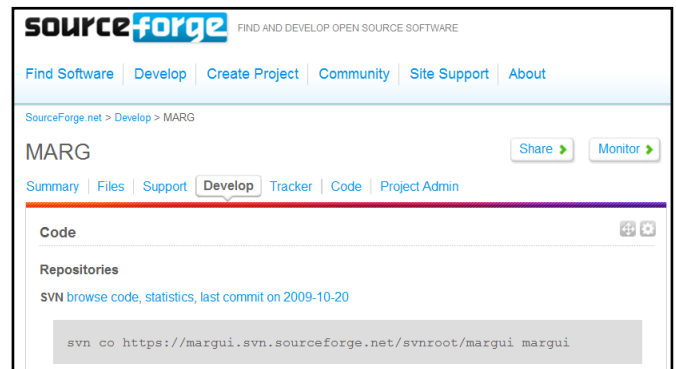 sourceforge FIND AND DEVELOP OPEN SOURCE SOFTWARE
Find Software Develop Create Project Community Site Support About
SourceForge.net > Develop > MARG
MARG Share Monitor
Summary Files Support Develop Tracker Code Project Admin
Code
Repositories
SVN browse code, statistics, last commit on 2009-10-20
svn co https://margui.svn.sourceforge.net/svnroot/margui margui